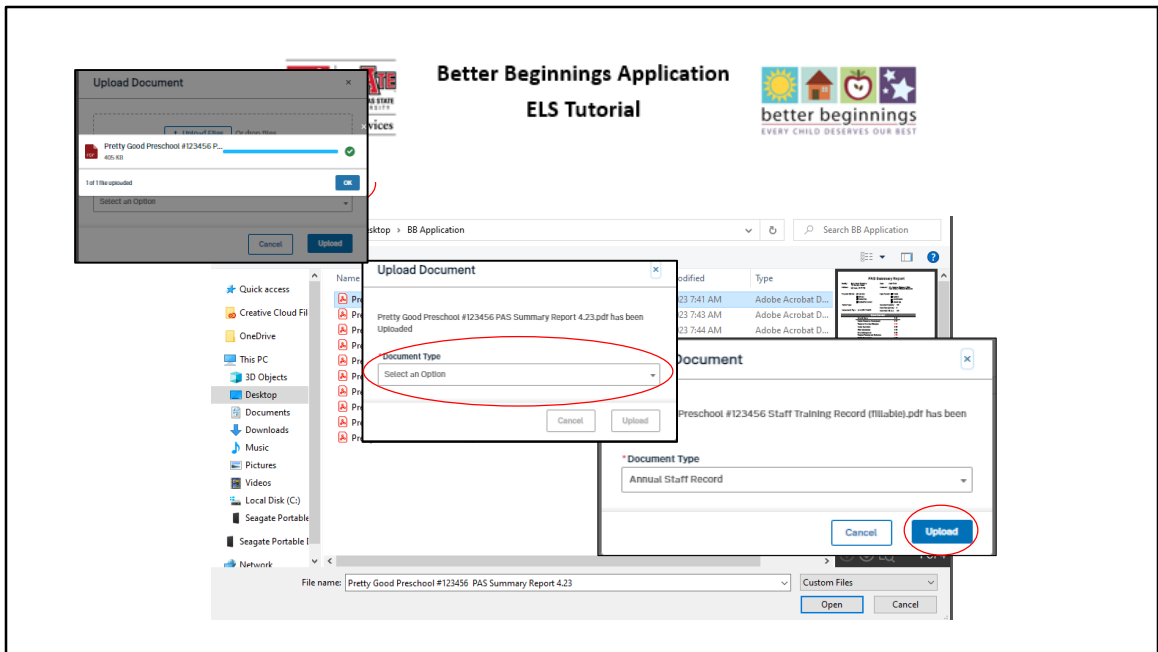 Better Beginnings Application
ELS Tutorial
better beginnings
EVERY CHILD DESERVES OUR BEST
Upload Document
Or drop files
Pretty Good Preschool #123456 P...
405 KB
1 of 1 file uploaded
OK
Select an Option
Cancel Upload
BB Application
Search BB Application
Name
Type
Quick access
Creative Cloud Fil
OneDrive
This PC
3D Objects
Desktop
Documents
Downloads
Music
Pictures
Videos
Local Disk (C:)
Seagate Portable
Seagate Portable
Network
23 7:41 AM Adobe Acrobat D...
23 7:43 AM Adobe Acrobat D...
23 7:44 AM Adobe Acrobat D...
PAS Summary Report
Upload Document
Pretty Good Preschool #123456 PAS Summary Report 4.23.pdf has been
Uploaded
*Document Type
Select an Option
Cancel Upload
Document
Preschool #123456 Staff Training Record (fillable).pdf has been
*Document Type
Annual Staff Record
Cancel Upload
File name: Pretty Good Preschool #123456 PAS Summary Report 4.23
Custom Files
Open Cancel